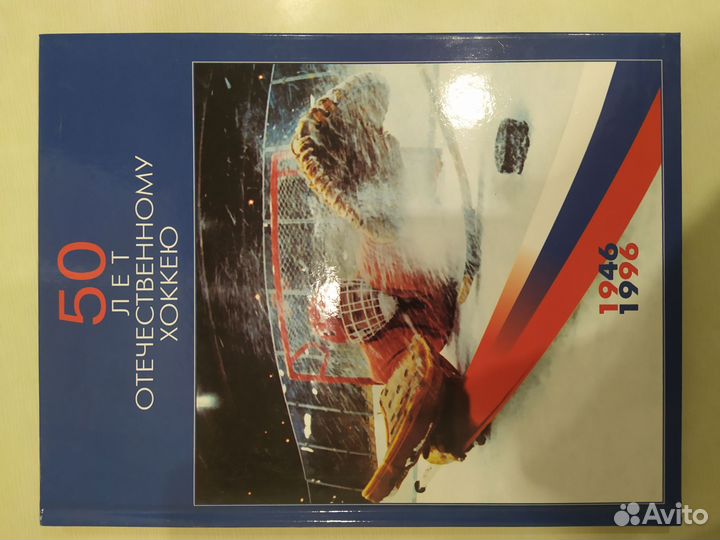 50
ЛЕТ
ОТЕЧЕСТВЕННОМУ
ХОККЕЮ
1946
1996
Avito